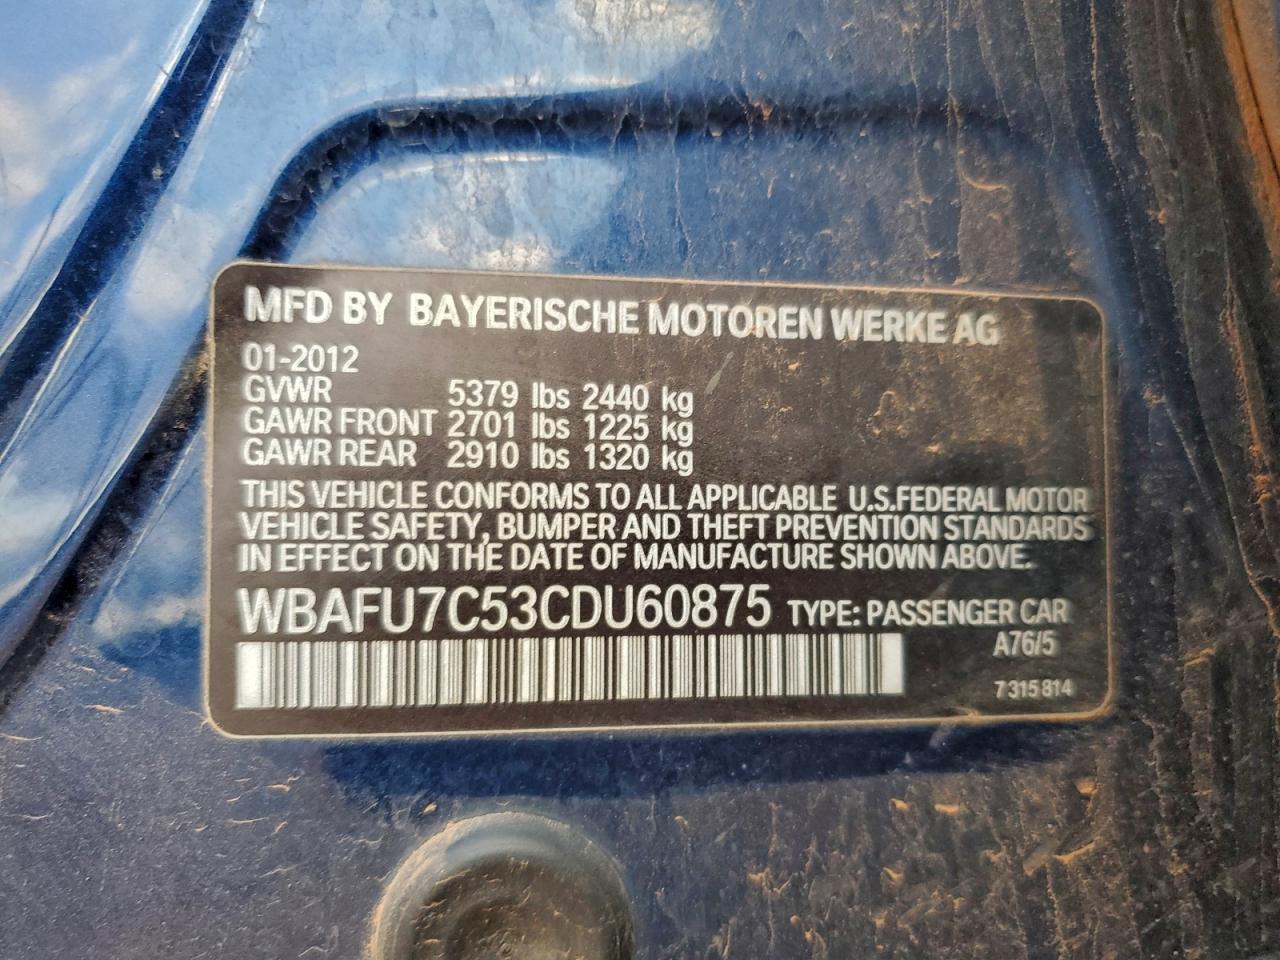 MFD BY BAYERISCHE MOTOREN WERKE AG
01-2012
GVWR 5379 lbs 2440 kg
GAWR FRONT 2701 lbs 1225 kg
GAWR REAR 2910 lbs 1320 kg
THIS VEHICLE CONFORMS TO ALL APPLICABLE U.S.FEDERAL MOTOR
VEHICLE SAFETY, BUMPER AND THEFT PREVENTION STANDARDS
IN EFFECT ON THE DATE OF MANUFACTURE SHOWN ABOVE.
WBAFU7C53CDU60875 TYPE: PASSENGER CAR
A76/5
7 315 814